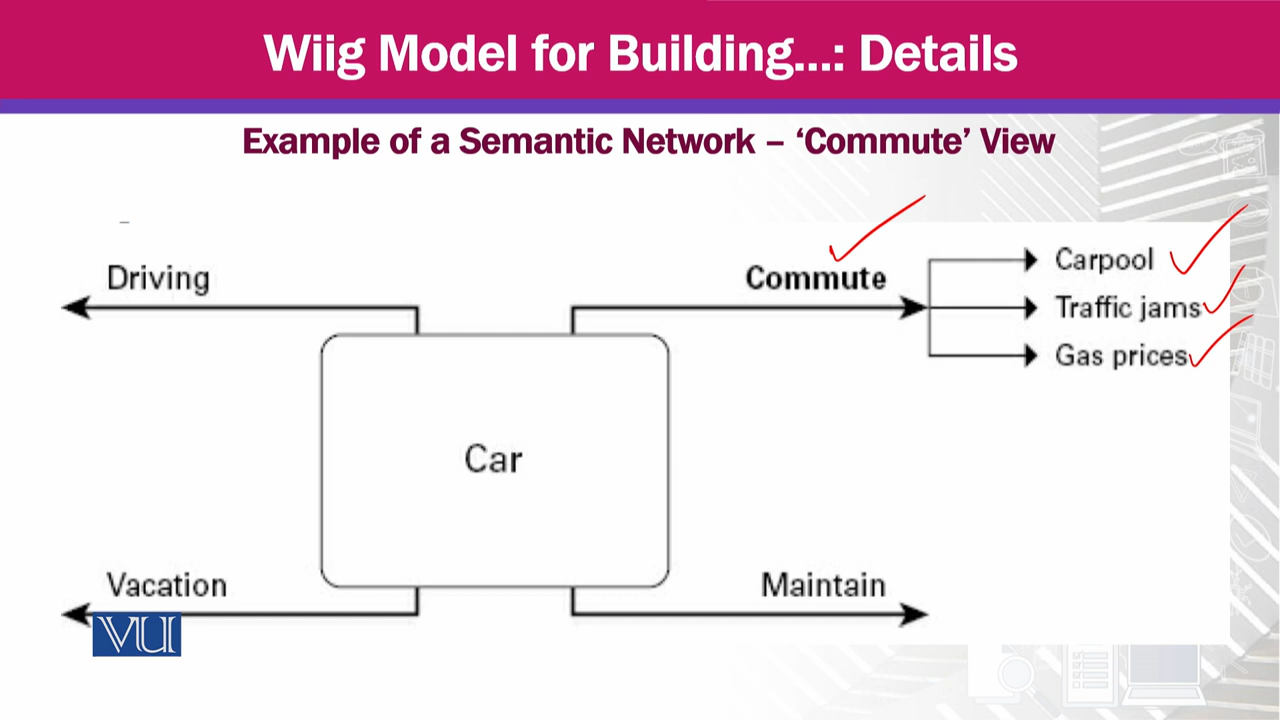 Wiig Model for Building...: Details
Example of a Semantic Network – ‘Commute’ View
Driving
Commute
Carpool
Traffic jams
Gas prices
Car
Vacation
Maintain
VU